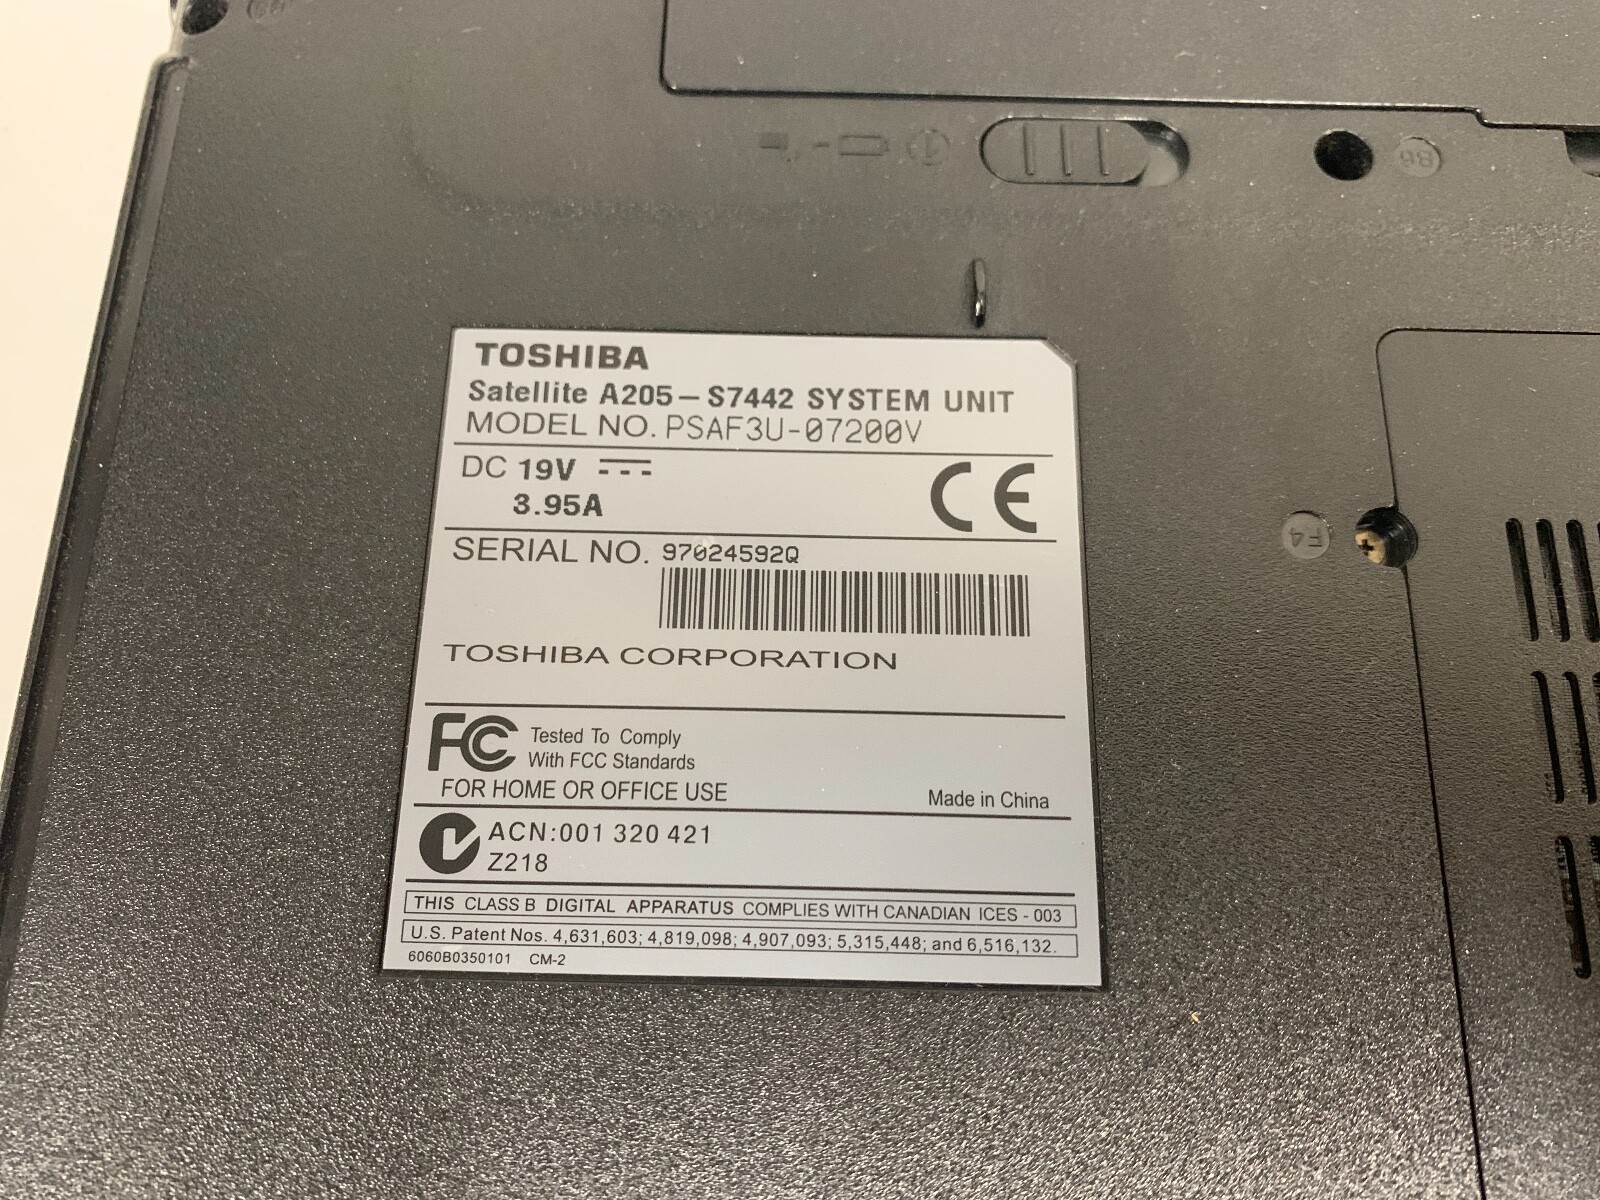 B6
TOSHIBA
Satellite A205–S7442 SYSTEM UNIT
MODEL NO. PSAF3U-07200V
DC 19V
3.95A
CE
SERIAL NO. 97024592Q
F4
TOSHIBA CORPORATION
FC Tested To Comply
With FCC Standards
FOR HOME OR OFFICE USE
Made in China
ACN:001 320 421
Z218
THIS CLASS B DIGITAL APPARATUS COMPLIES WITH CANADIAN ICES - 003
U.S. Patent Nos. 4,631,603; 4,819,098; 4,907,093; 5,315,448; and 6,516,132.
6060B0350101 CM-2